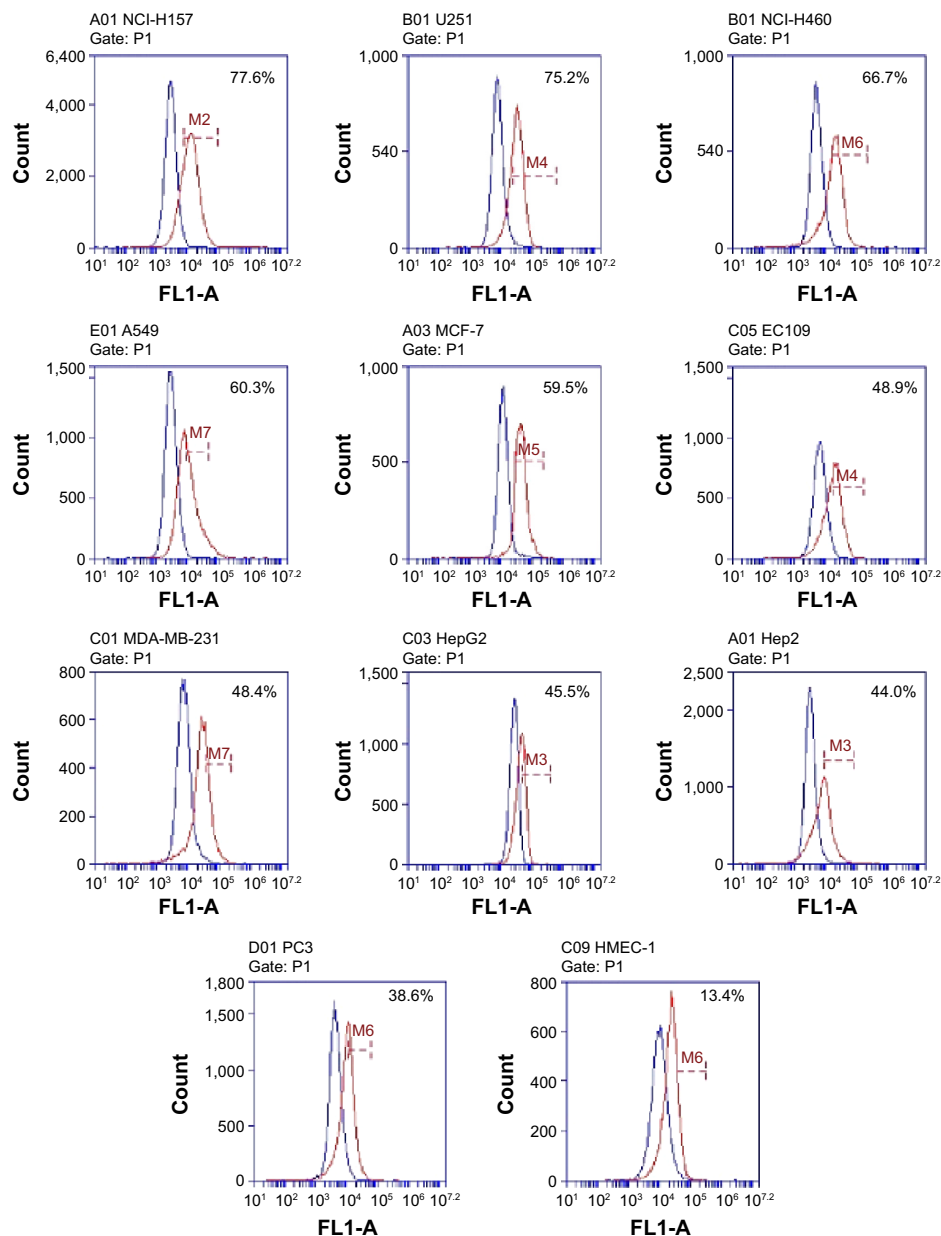 A01 NCI-H157
Gate: P1
6,400
4,000
2,000
0
Count
77.6%
M2
101 102 103 104 105 106 107.2
FL1-A
B01 U251
Gate: P1
1,000
540
0
Count
75.2%
M4
101 102 103 104 105 106 107.2
FL1-A
B01 NCI-H460
Gate: P1
1,000
540
0
Count
66.7%
M6
101 102 103 104 105 106 107.2
FL1-A
E01 A549
Gate: P1
1,500
1,000
500
0
Count
60.3%
M7
101 102 103 104 105 106 107.2
FL1-A
A03 MCF-7
Gate: P1
1,000
500
0
Count
59.5%
M5
101 102 103 104 105 106 107.2
FL1-A
C05 EC109
Gate: P1
1,500
1,000
500
0
Count
48.9%
M4
101 102 103 104 105 106 107.2
FL1-A
C01 MDA-MB-231
Gate: P1
800
600
400
200
0
Count
48.4%
M7
101 102 103 104 105 106 107.2
FL1-A
C03 HepG2
Gate: P1
1,500
1,000
500
0
Count
45.5%
M3
101 102 103 104 105 106 107.2
FL1-A
A01 Hep2
Gate: P1
2,500
2,000
1,000
0
Count
44.0%
M3
101 102 103 104 105 106 107.2
FL1-A
D01 PC3
Gate: P1
1,800
1,500
1,000
500
0
Count
38.6%
M6
101 102 103 104 105 106 107.2
FL1-A
C09 HMEC-1
Gate: P1
800
600
400
200
0
Count
13.4%
M6
101 102 103 104 105 106 107.2
FL1-A